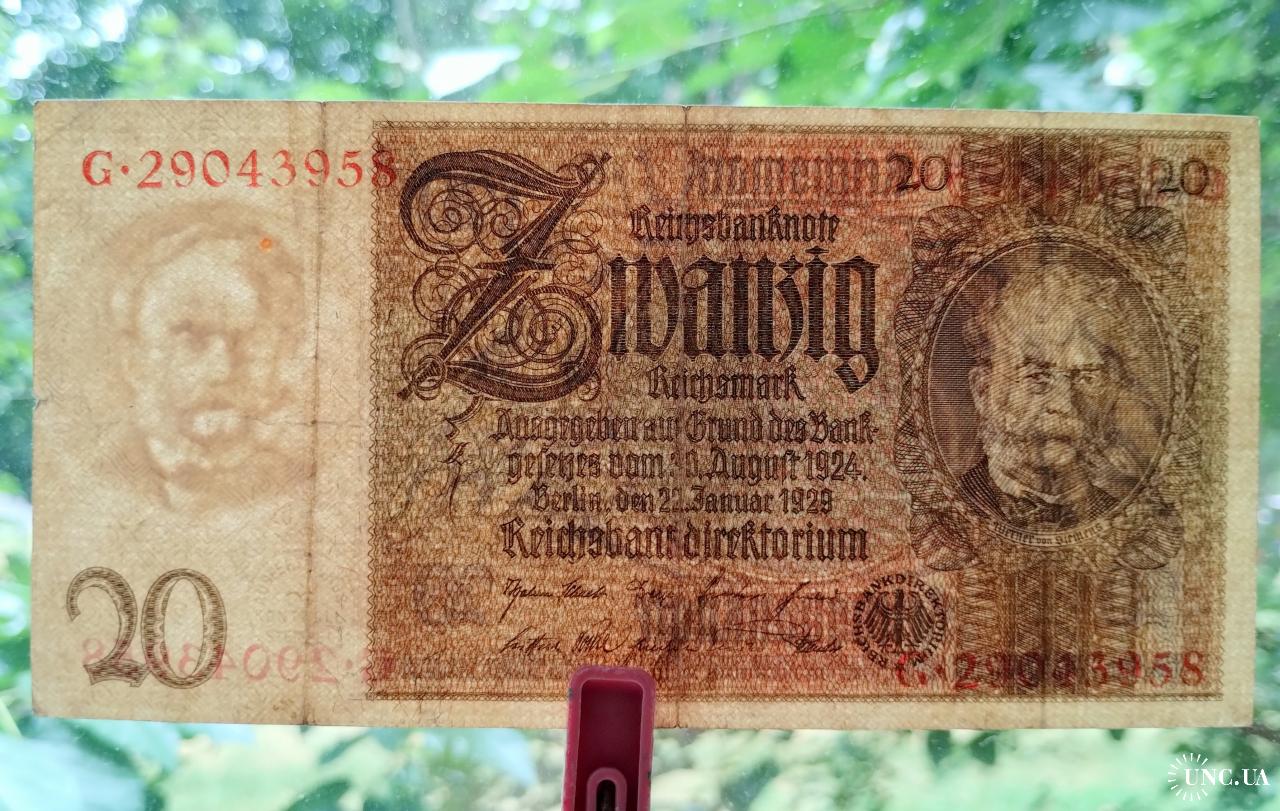 G·29043958
20
20
Reichsbanknote
Zwanzig
Reichsmark
Ausgegeben auf Grund des Bank-
gesetzes vom 30. August 1924.
Berlin, den 22. Januar 1929
Reichsbankdirektorium
Werner von Siemens
REICHSBANKDIREKTORIUM
20
G·29043958
UNC.UA